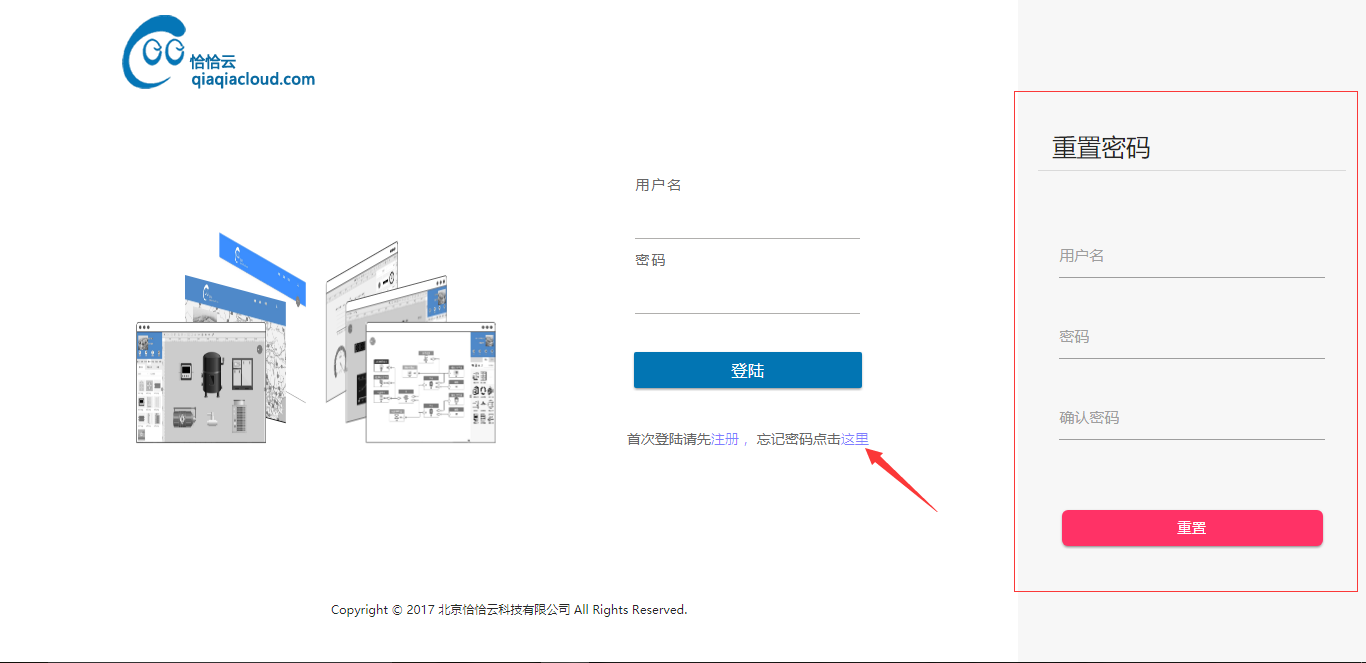 恰恰云
qiaqiacloud.com
用户名
密码
登陆
首次登陆请先注册 ， 忘记密码点击这里
Copyright © 2017 北京恰恰云科技有限公司 All Rights Reserved.
重置密码
用户名
密码
确认密码
重置